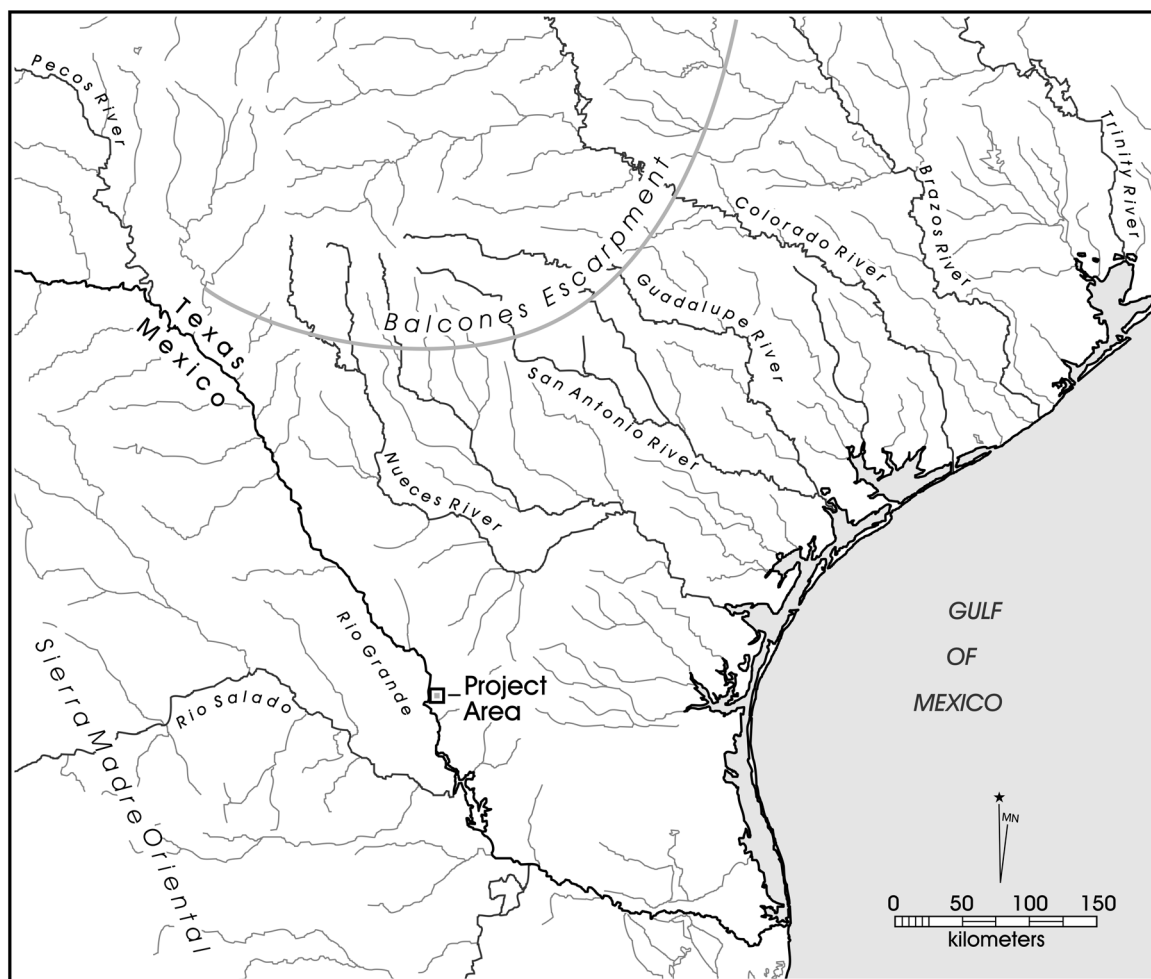 Pecos River
Trinity River
Brazos River
Colorado River
Balcones Escarpment
Guadalupe River
Texas
Mexico
San Antonio River
Nueces River
GULF
OF
MEXICO
Rio Grande
Sierra Madre Oriental
Rio Salado
Project
Area
MN
0 50 100 150
kilometers